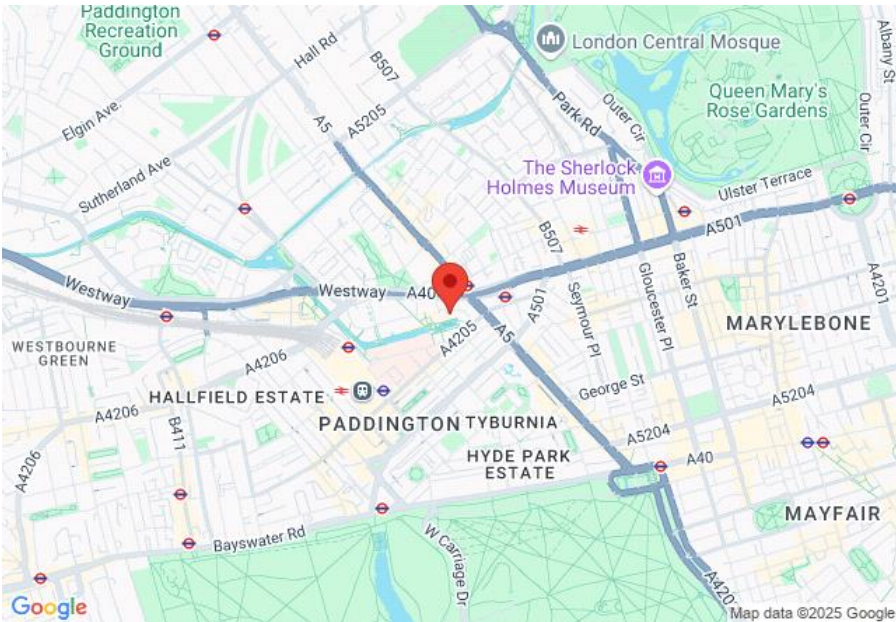 Paddington
Recreation
Ground
Hall Rd
B507
London Central Mosque
Albany St
Elgin Ave
A5
A5205
Park Rd
Outer Cir
Queen Mary's
Rose Gardens
Outer Cir
Sutherland Ave
The Sherlock
Holmes Museum
Ulster Terrace
B507
A501
Westway
Westway
A501
Baker St
Gloucester Pl
A4201
Seymour Pl
A5
A4205
MARYLEBONE
WESTBOURNE
GREEN
A4206
HALLFIELD ESTATE
George St
A4206
B411
PADDINGTON
TYBURNIA
A5204
A5204
HYDE PARK
ESTATE
A40
A4206
MAYFAIR
Bayswater Rd
W Carriage Dr
Google
Map data ©2025 Google